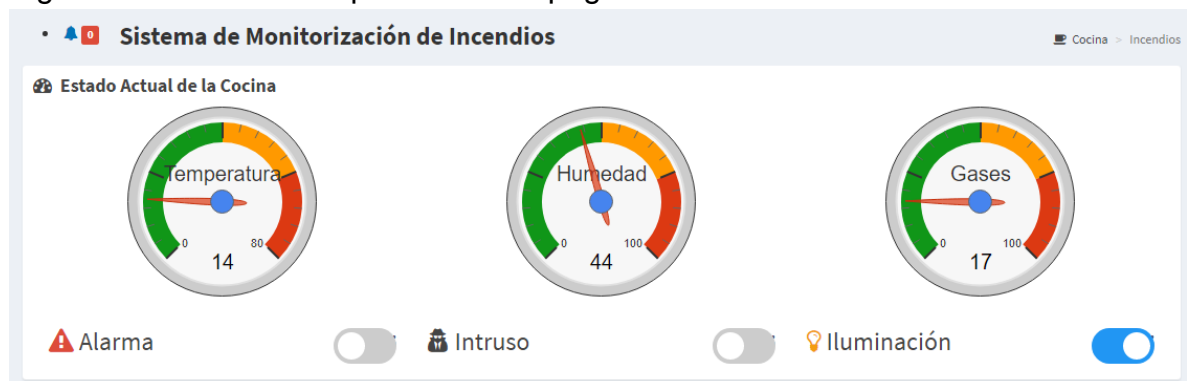 0 Sistema de Monitorización de Incendios
Cocina > Incendios
Estado Actual de la Cocina
Temperatura
0 80
14
Humedad
0 100
44
Gases
0 100
17
Alarma
Intruso
Iluminación